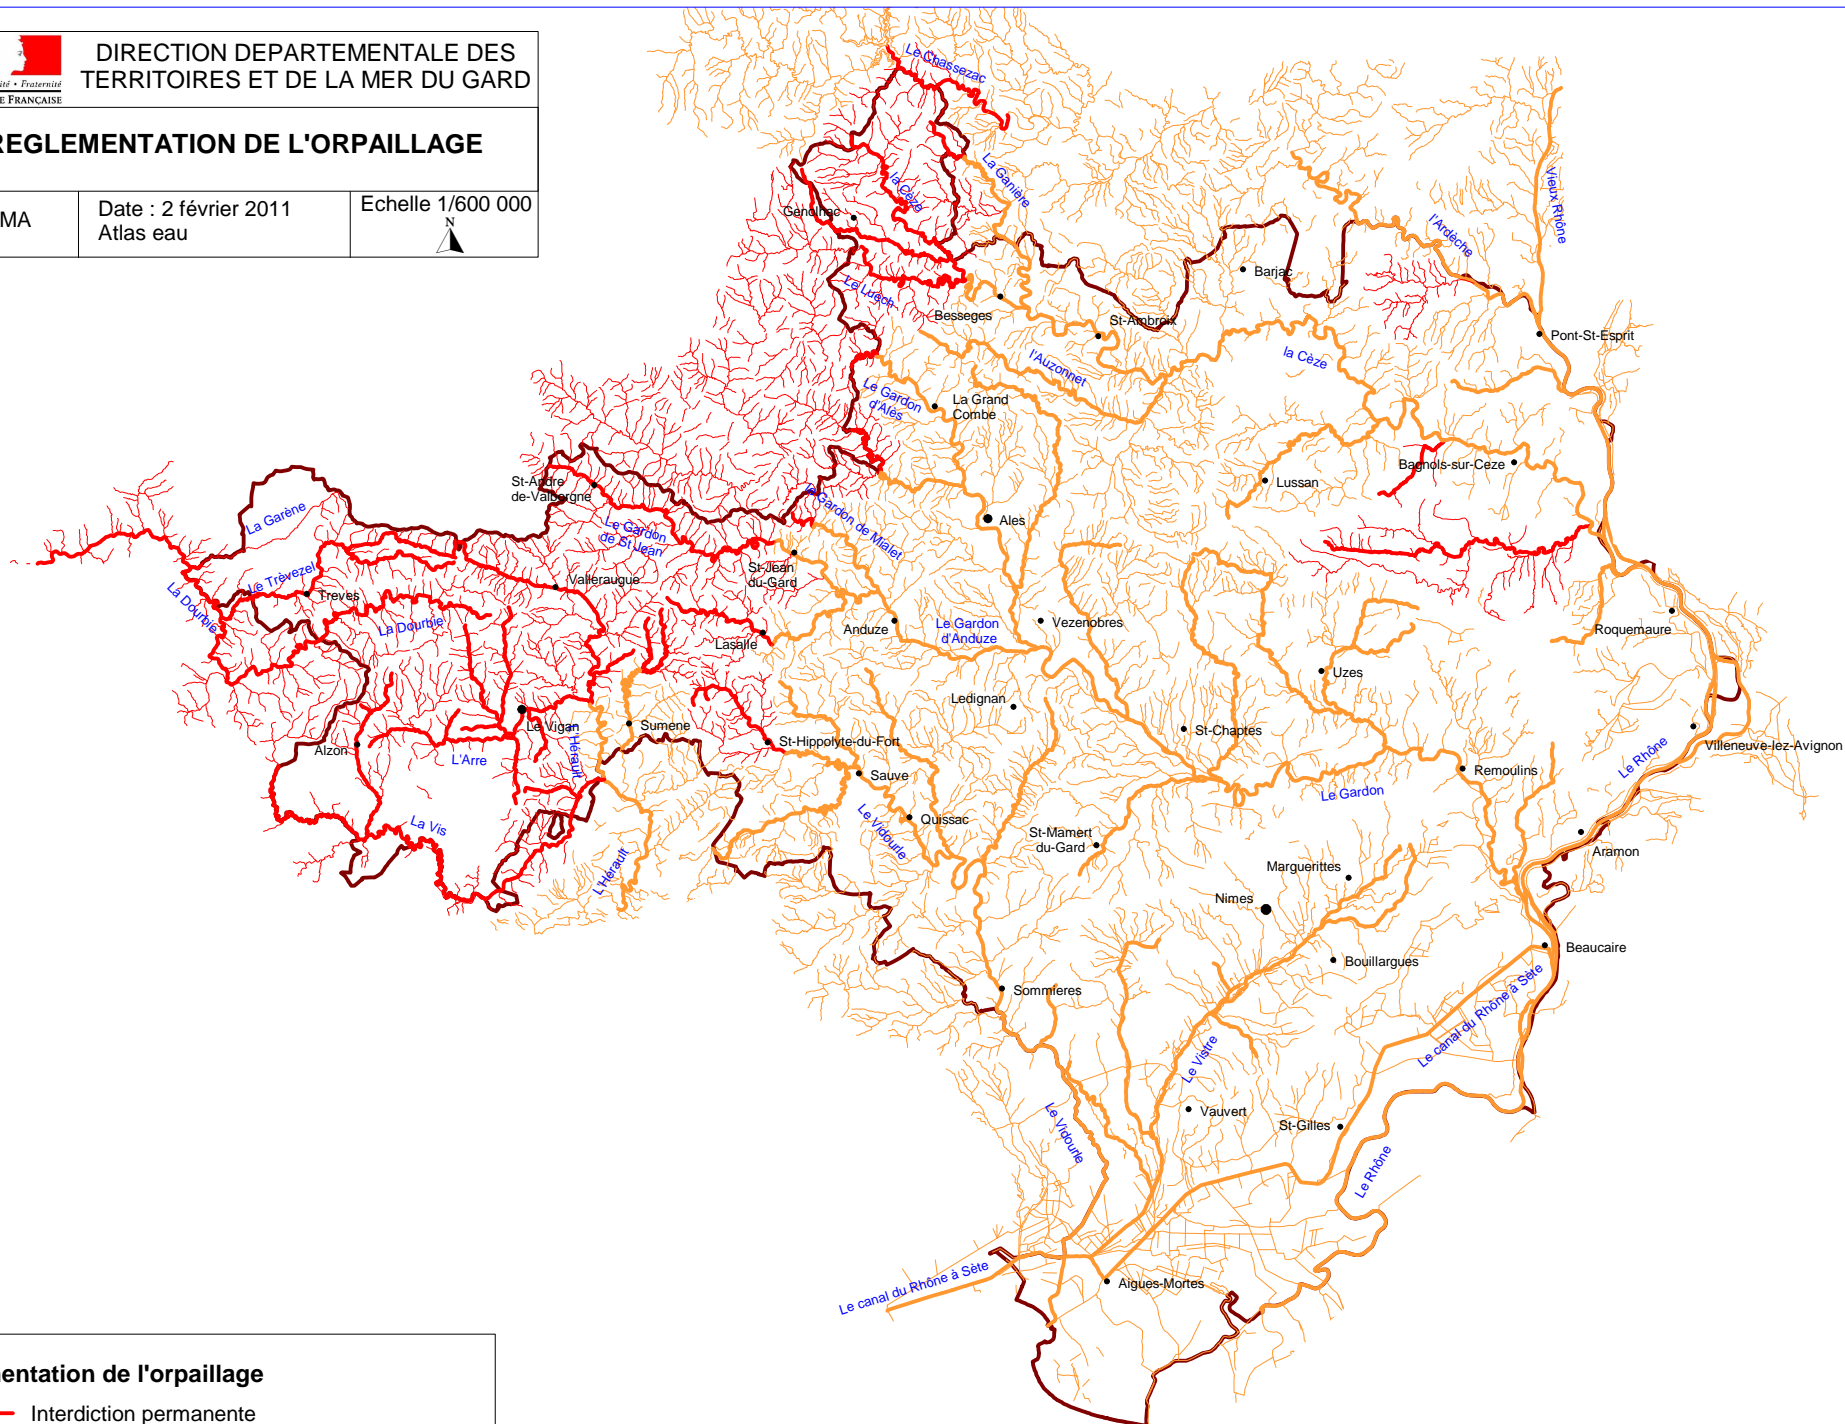 DIRECTION DEPARTEMENTALE DES
TERRITOIRES ET DE LA MER DU GARD
ité • Fraternité
E FRANÇAISE
REGLEMENTATION DE L'ORPAILLAGE
MA
Date : 2 février 2011
Atlas eau
Echelle 1/600 000
N
Le Chassezac
La Ganière
la Cèze
Genolhac
Le Luech
Besseges
St-Ambroix
Barjac
l'Ardèche
Vieux Rhône
Pont-St-Esprit
l'Auzonnet
la Cèze
Le Gardon
d'Alès
La Grand
Combe
Bagnols-sur-Ceze
Lussan
St-Andre
de-Valborgne
La Garène
Le Gardon
de St Jean
le Gardon de Mialet
Ales
St-Jean
du-Gard
Le Trèvezel
Treves
Valleraugue
La Dourbie
La Dourbie
Lasalle
Anduze
Le Gardon
d'Anduze
Vezenobres
Roquemaure
Uzes
Ledignan
Le Vigan
Sumene
l'Hérault
Alzon
L'Arre
St-Hippolyte-du-Fort
St-Chaptes
Villeneuve-lez-Avignon
Le Rhône
Sauve
Remoulins
Le Gardon
La Vis
Le Vidourle
Quissac
St-Mamert
du-Gard
Aramon
L'Hérault
Marguerittes
Nimes
Beaucaire
Bouillargues
Sommieres
Le canal du Rhône à Sète
Le Vistre
Le Vidourle
Vauvert
St-Gilles
Le Rhône
Le canal du Rhône à Sète
Aigues-Mortes
entation de l'orpaillage
Interdiction permanente